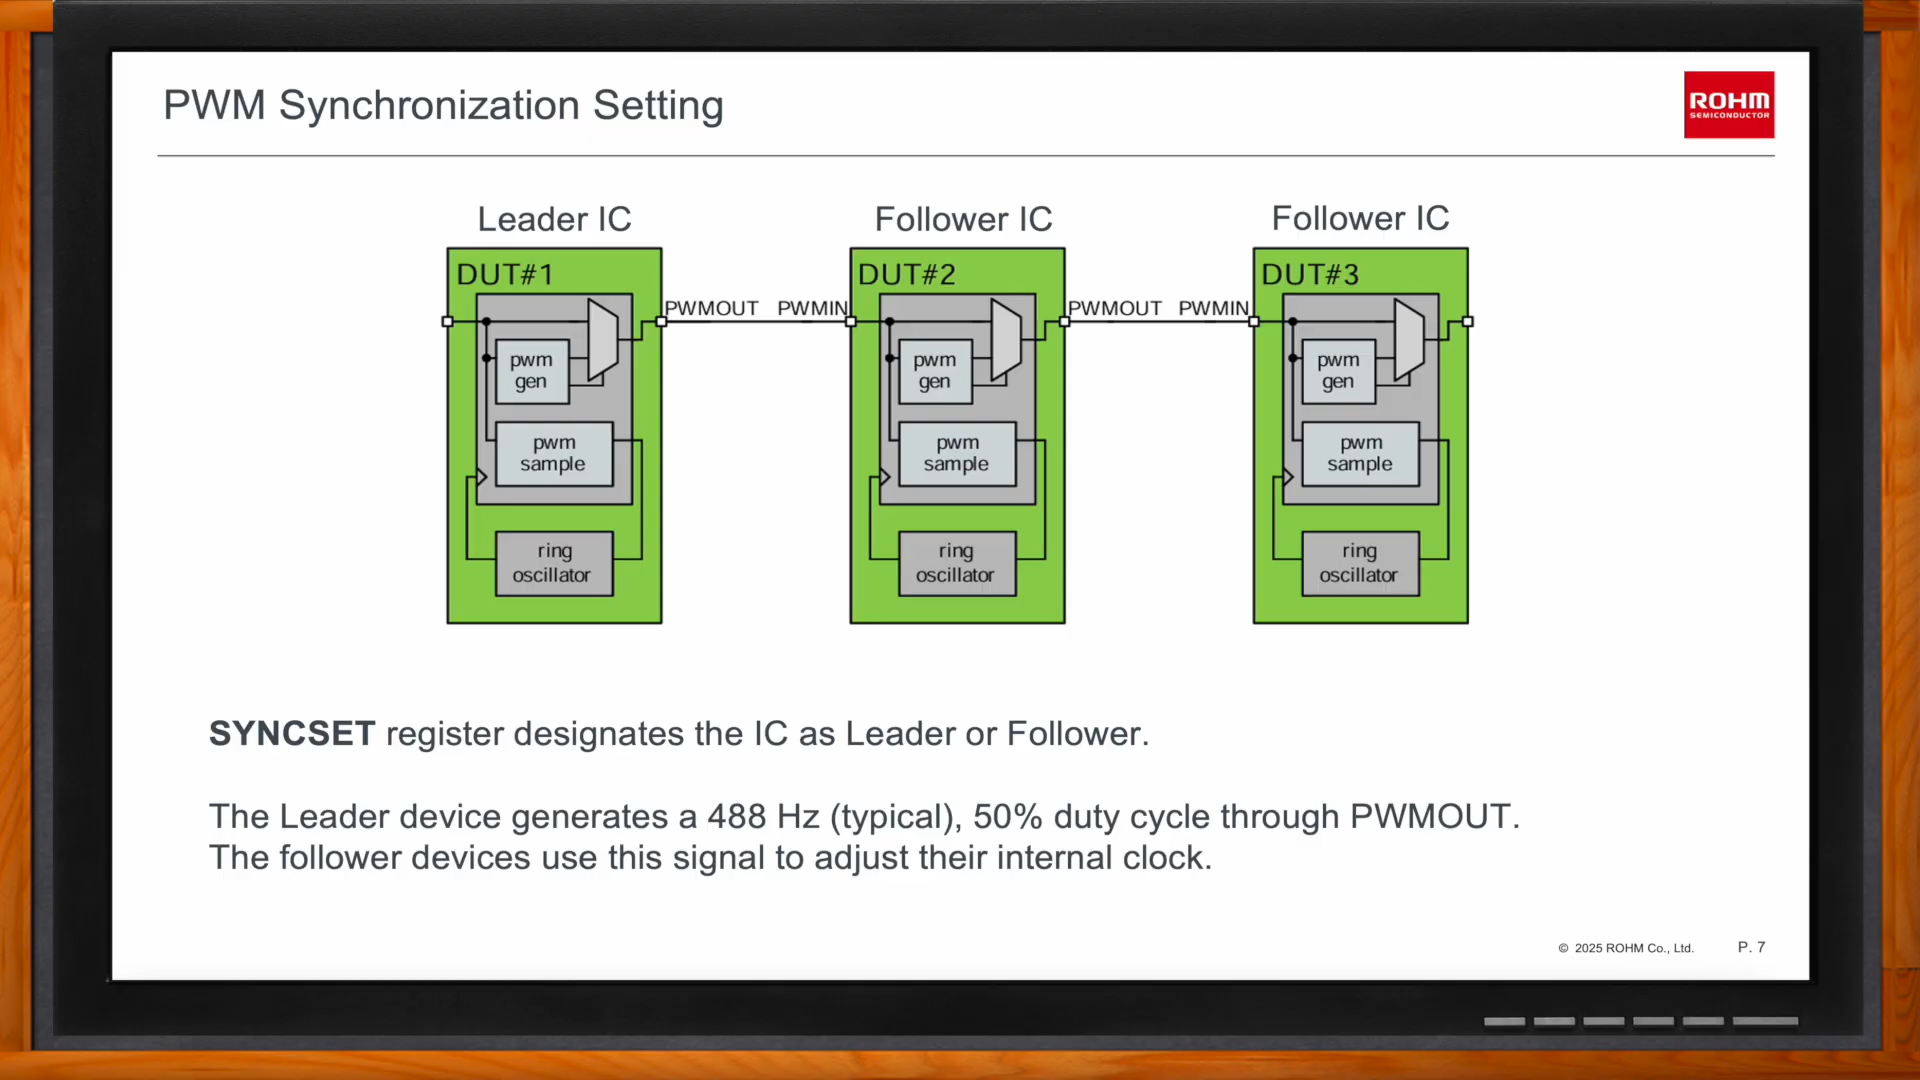 PWM Synchronization Setting
ROHM
SEMICONDUCTOR
Leader IC
Follower IC
Follower IC
DUT#1
DUT#2
DUT#3
PWMOUT
PWMIN
PWMOUT
PWMIN
pwm
gen
pwm
gen
pwm
gen
pwm
sample
pwm
sample
pwm
sample
ring
oscillator
ring
oscillator
ring
oscillator
SYNCSET register designates the IC as Leader or Follower.
The Leader device generates a 488 Hz (typical), 50% duty cycle through PWMOUT.
The follower devices use this signal to adjust their internal clock.
© 2025 ROHM Co., Ltd.
P. 7